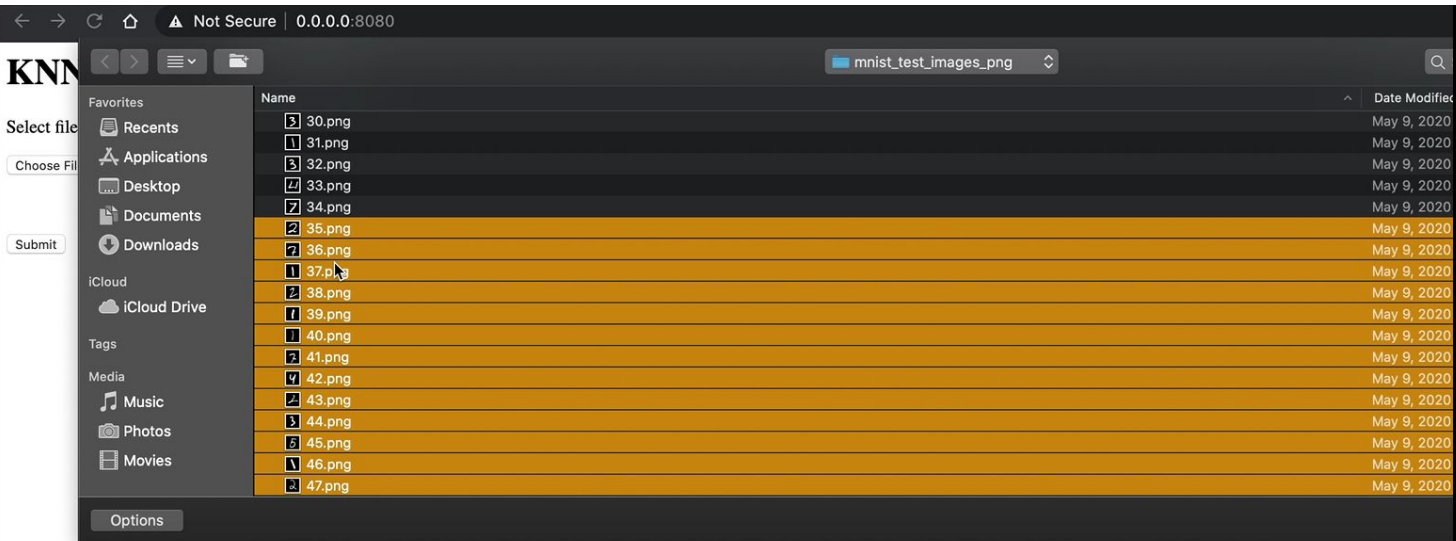 Not Secure | 0.0.0.0:8080
KNN
Select file
Choose Fil
Submit
mnist_test_images_png
Favorites
Recents
Applications
Desktop
Documents
Downloads
iCloud
iCloud Drive
Tags
Media
Music
Photos
Movies
Name Date Modified
30.png May 9, 2020
31.png May 9, 2020
32.png May 9, 2020
33.png May 9, 2020
34.png May 9, 2020
35.png May 9, 2020
36.png May 9, 2020
37.png May 9, 2020
38.png May 9, 2020
39.png May 9, 2020
40.png May 9, 2020
41.png May 9, 2020
42.png May 9, 2020
43.png May 9, 2020
44.png May 9, 2020
45.png May 9, 2020
46.png May 9, 2020
47.png May 9, 2020
Options